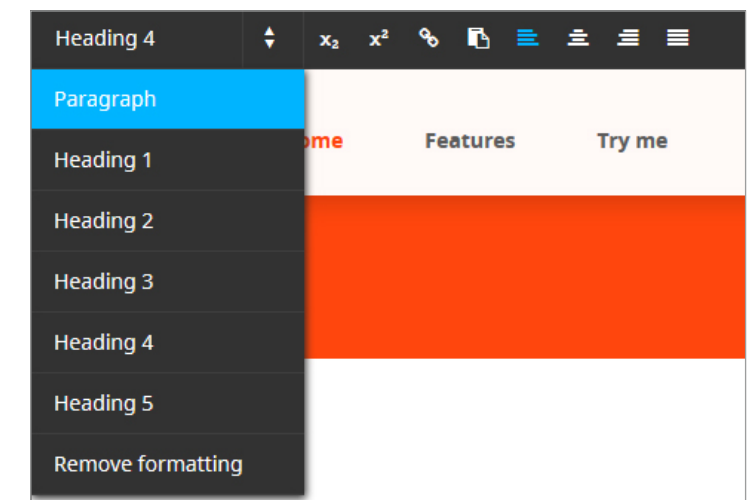 Heading 4 x₂ x²
Paragraph
ome Features Try me
Heading 1
Heading 2
Heading 3
Heading 4
Heading 5
Remove formatting